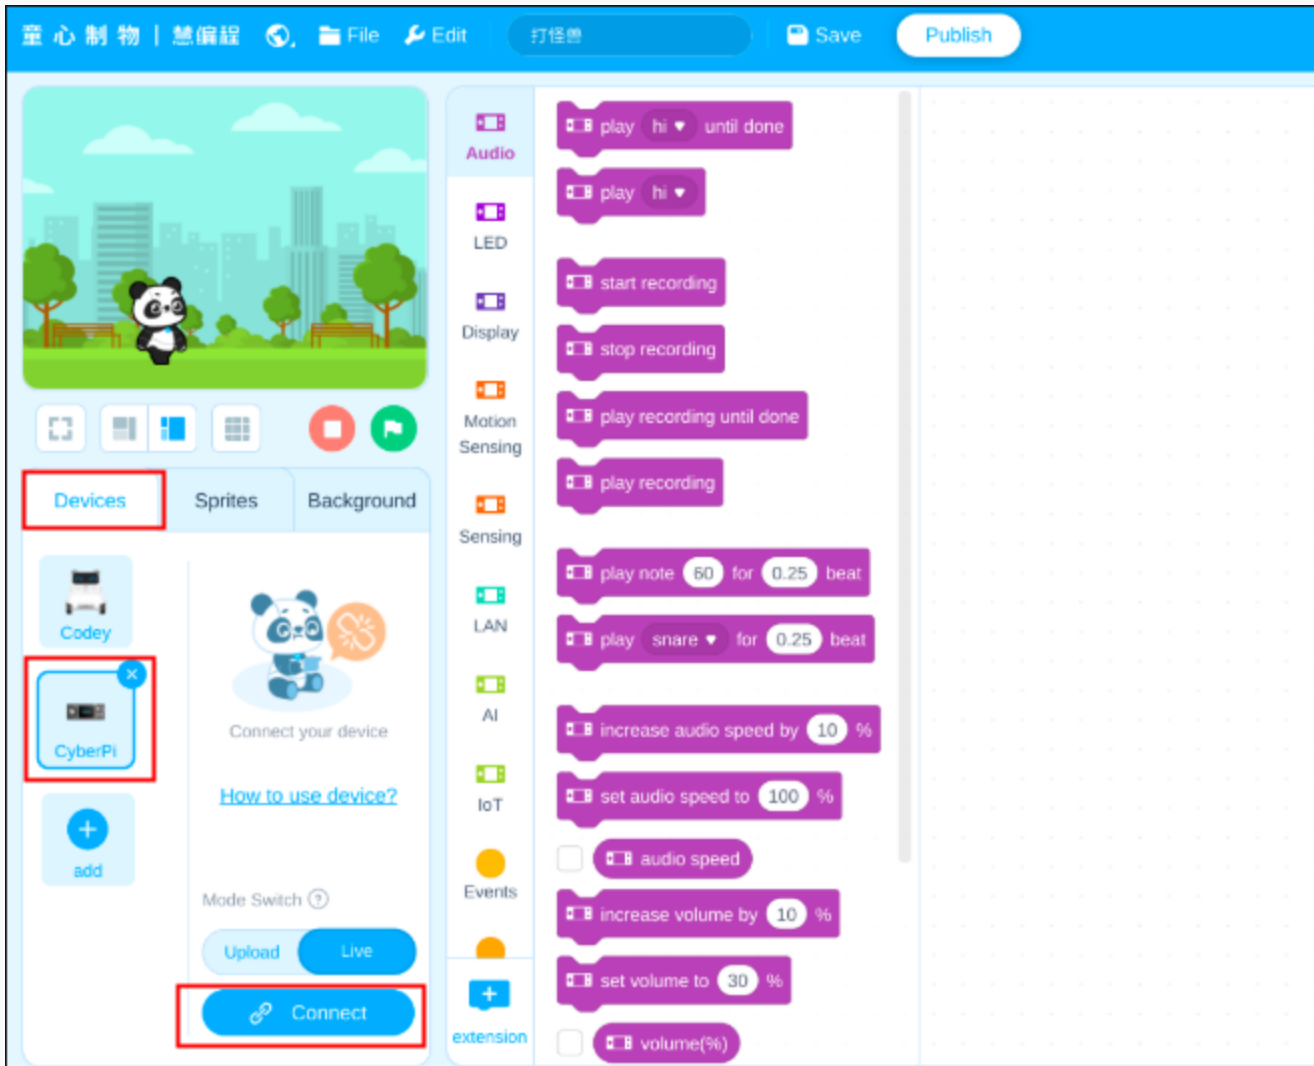 童心制物 | 慧编程 File Edit 打怪兽 Save Publish
Audio
LED
Display
Motion
Sensing
Sensing
LAN
AI
IoT
Events
extension
play hi until done
play hi
start recording
stop recording
play recording until done
play recording
play note 60 for 0.25 beat
play snare for 0.25 beat
increase audio speed by 10 %
set audio speed to 100 %
audio speed
increase volume by 10 %
set volume to 30 %
volume(%)
Devices Sprites Background
Codey
CyberPi
add
Connect your device
How to use device?
Mode Switch ?
Upload Live
Connect